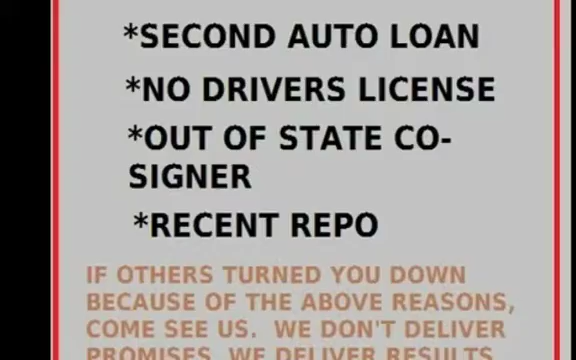 *SECOND AUTO LOAN
*NO DRIVERS LICENSE
*OUT OF STATE CO-
SIGNER
*RECENT REPO
IF OTHERS TURNED YOU DOWN
BECAUSE OF THE ABOVE REASONS,
COME SEE US. WE DON'T DELIVER
PROMISES, WE DELIVER RESULTS